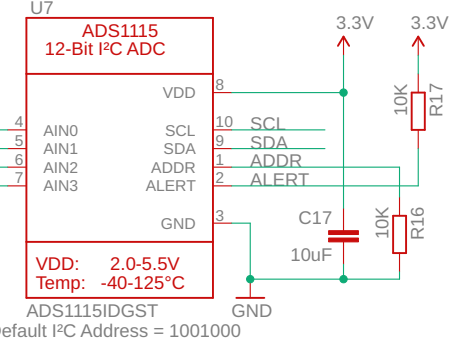 U7
ADS1115
12-Bit I²C ADC
3.3V
3.3V
VDD 8
10K
R17
4 AIN0
SCL 10 SCL
5 AIN1
SDA 9 SDA
6 AIN2
ADDR 1 ADDR
7 AIN3
ALERT 2 ALERT
GND 3
C17
10uF
10K
R16
VDD: 2.0-5.5V
Temp: -40-125°C
ADS1115IDGST
GND
efault I²C Address = 1001000